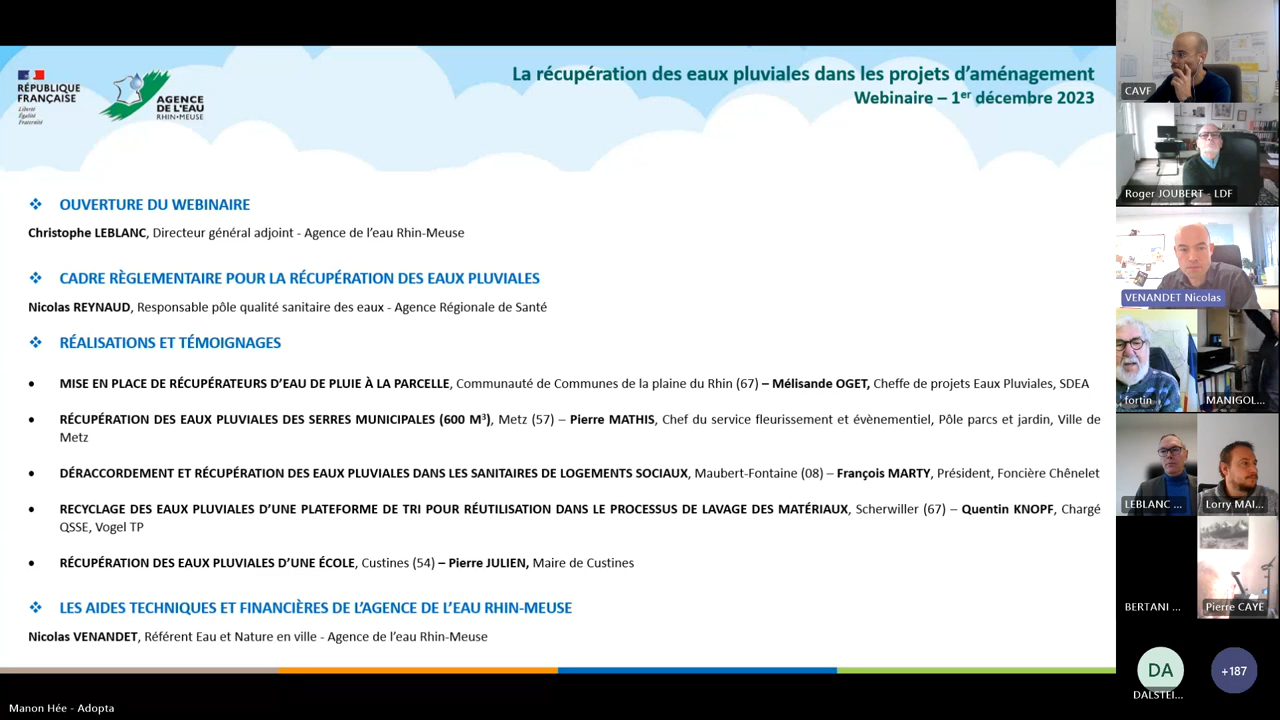 RÉPUBLIQUE
FRANÇAISE
Liberté
Égalité
Fraternité
AGENCE
DE L'EAU
RHIN•MEUSE
La récupération des eaux pluviales dans les projets d'aménagement
Webinaire – 1er décembre 2023
❖ OUVERTURE DU WEBINAIRE
Christophe LEBLANC, Directeur général adjoint - Agence de l'eau Rhin-Meuse
❖ CADRE RÈGLEMENTAIRE POUR LA RÉCUPÉRATION DES EAUX PLUVIALES
Nicolas REYNAUD, Responsable pôle qualité sanitaire des eaux - Agence Régionale de Santé
❖ RÉALISATIONS ET TÉMOIGNAGES
• MISE EN PLACE DE RÉCUPÉRATEURS D'EAU DE PLUIE À LA PARCELLE, Communauté de Communes de la plaine du Rhin (67) – Mélisande OGET, Cheffe de projets Eaux Pluviales, SDEA
• RÉCUPÉRATION DES EAUX PLUVIALES DES SERRES MUNICIPALES (600 M³), Metz (57) – Pierre MATHIS, Chef du service fleurissement et évènementiel, Pôle parcs et jardin, Ville de
Metz
• DÉRACCORDEMENT ET RÉCUPÉRATION DES EAUX PLUVIALES DANS LES SANITAIRES DE LOGEMENTS SOCIAUX, Maubert-Fontaine (08) – François MARTY, Président, Foncière Chênelet
• RECYCLAGE DES EAUX PLUVIALES D'UNE PLATEFORME DE TRI POUR RÉUTILISATION DANS LE PROCESSUS DE LAVAGE DES MATÉRIAUX, Scherwiller (67) – Quentin KNOPF, Chargé
QSSE, Vogel TP
• RÉCUPÉRATION DES EAUX PLUVIALES D'UNE ÉCOLE, Custines (54) – Pierre JULIEN, Maire de Custines
❖ LES AIDES TECHNIQUES ET FINANCIÈRES DE L'AGENCE DE L'EAU RHIN-MEUSE
Nicolas VENANDET, Référent Eau et Nature en ville - Agence de l'eau Rhin-Meuse
Manon Hée - Adopta
CAVF
Roger JOUBERT - LDF
VENANDET Nicolas
fortin
MANIGOL...
LEBLANC ...
Lorry MAI...
BERTANI ...
Pierre CAYE
DA
DALSTEI...
+187